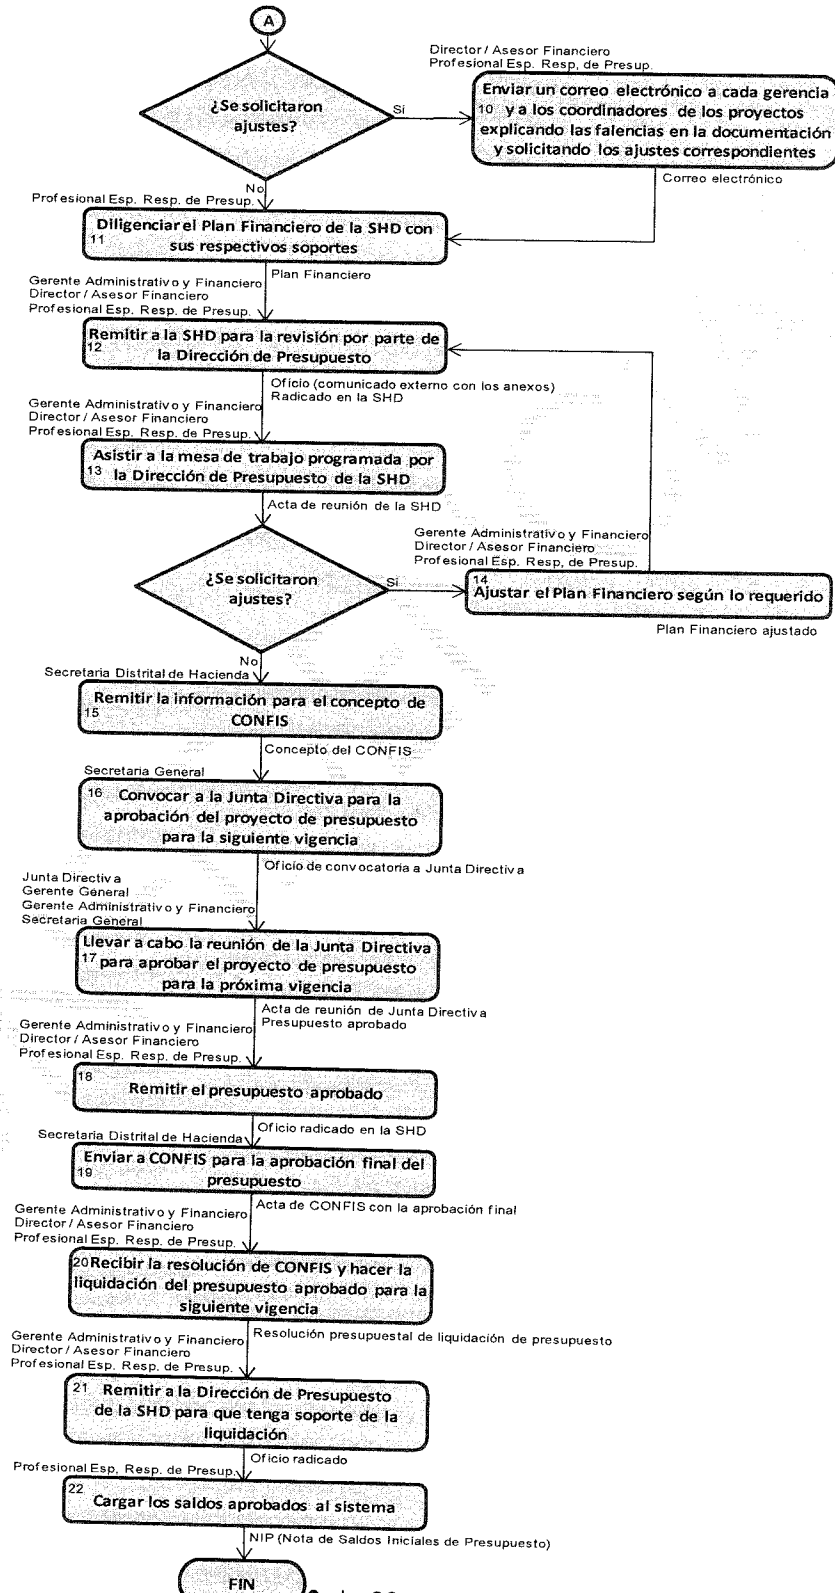 A
Director / Asesor Financiero
Profesional Esp. Resp, de Presup.
¿Se solicitaron
ajustes?
Sí
Enviar un correo electrónico a cada gerencia
10 y a los coordinadores de los proyectos
explicando las falencias en la documentación
y solicitando los ajustes correspondientes
Correo electrónico
No
Profesional Esp. Resp. de Presup.
Diligenciar el Plan Financiero de la SHD con
11 sus respectivos soportes
Plan Financiero
Gerente Administrativo y Financiero
Director / Asesor Financiero
Profesional Esp. Resp. de Presup.
Remitir a la SHD para la revisión por parte de
12 la Dirección de Presupuesto
Oficio (comunicado externo con los anexos)
Radicado en la SHD
Gerente Administrativo y Financiero
Director / Asesor Financiero
Profesional Esp. Resp. de Presup.
Asistir a la mesa de trabajo programada por
13 la Dirección de Presupuesto de la SHD
Acta de reunión de la SHD
Gerente Administrativo y Financiero
Director / Asesor Financiero
Profesional Esp. Resp, de Presup.
¿Se solicitaron
ajustes?
Sí
14
Ajustar el Plan Financiero según lo requerido
Plan Financiero ajustado
No
Secretaria Distrital de Hacienda
Remitir la información para el concepto de
15 CONFIS
Concepto del CONFIS
Secretaria General
16 Convocar a la Junta Directiva para la
aprobación del proyecto de presupuesto
para la siguiente vigencia
Oficio de convocatoria a Junta Directiva
Junta Directiva
Gerente General
Gerente Administrativo y Financiero
Secretaria General
Llevar a cabo la reunión de la Junta Directiva
17 para aprobar el proyecto de presupuesto
para la próxima vigencia
Acta de reunión de Junta Directiva
Presupuesto aprobado
Gerente Administrativo y Financiero
Director / Asesor Financiero
Profesional Esp. Resp. de Presup.
18
Remitir el presupuesto aprobado
Oficio radicado en la SHD
Secretaria Distrital de Hacienda
Enviar a CONFIS para la aprobación final del
19 presupuesto
Acta de CONFIS con la aprobación final
Gerente Administrativo y Financiero
Director / Asesor Financiero
Profesional Esp. Resp. de Presup.
20 Recibir la resolución de CONFIS y hacer la
liquidación del presupuesto aprobado para la
siguiente vigencia
Resolución presupuestal de liquidación de presupuesto
Gerente Administrativo y Financiero
Director / Asesor Financiero
Profesional Esp. Resp. de Presup.
21 Remitir a la Dirección de Presupuesto
de la SHD para que tenga soporte de la
liquidación
Oficio radicado
Profesional Esp, Resp. de Presup.
22
Cargar los saldos aprobados al sistema
NIP (Nota de Saldos Iniciales de Presupuesto)
FIN